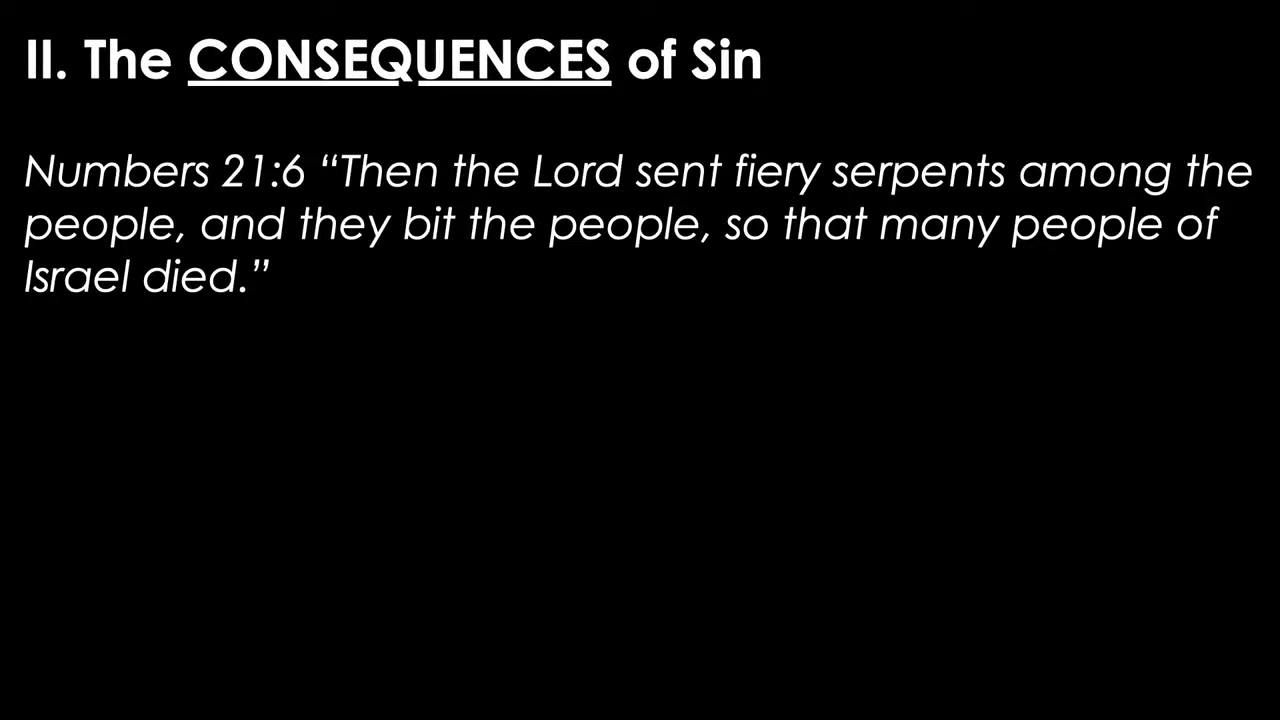 II. The CONSEQUENCES of Sin
Numbers 21:6 “Then the Lord sent fiery serpents among the
people, and they bit the people, so that many people of
Israel died.”